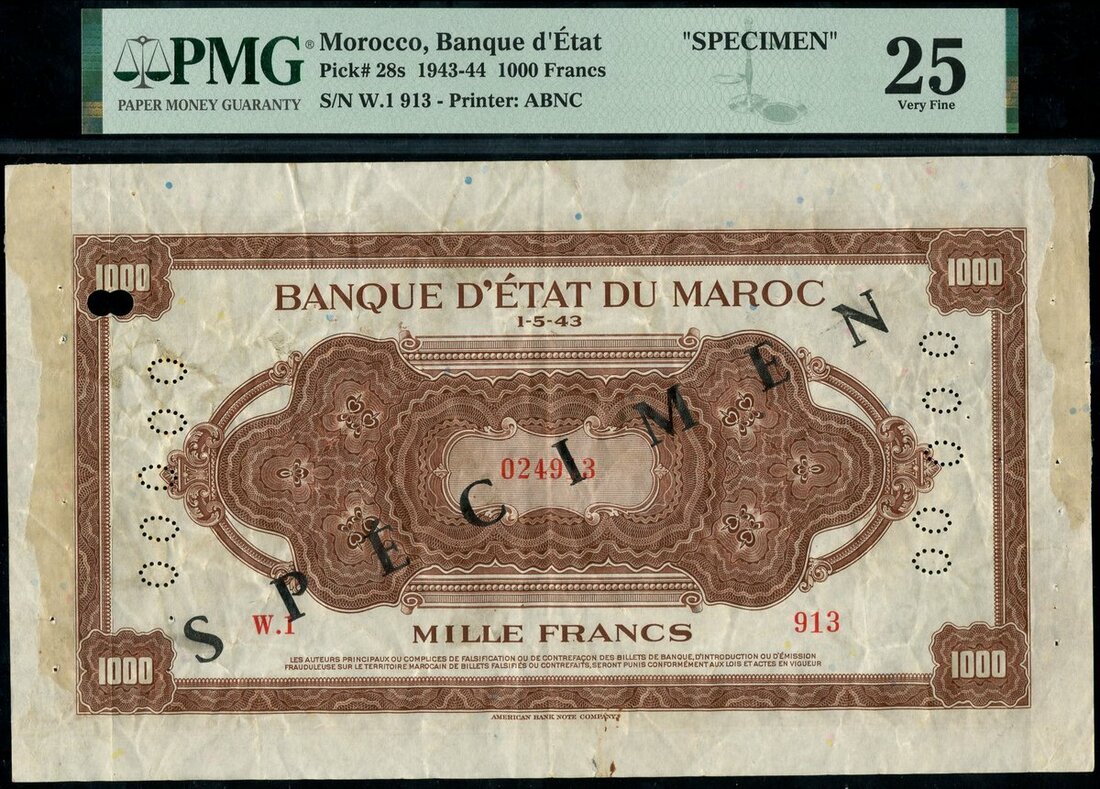 PMG® Morocco, Banque d'État "SPECIMEN" 25
Pick# 28s 1943-44 1000 Francs
PAPER MONEY GUARANTY S/N W.1 913 - Printer: ABNC Very Fine
1000 1000
BANQUE D'ÉTAT DU MAROC
1-5-43
SPÉCIMEN
024913
00000 00000
W.1 913
MILLE FRANCS
LES AUTEURS PRINCIPAUX OU COMPLICES DE FALSIFICATION OU DE CONTREFAÇON DES BILLETS DE BANQUE, D'INTRODUCTION OU D'ÉMISSION
FRAUDULEUSE SUR LE TERRITOIRE MAROCAIN DE BILLETS FALSIFIÉS OU CONTREFAITS, SERONT PUNIS CONFORMÉMENT AUX LOIS ET ACTES EN VIGUEUR
1000 1000
AMERICAN BANK NOTE COMPANY